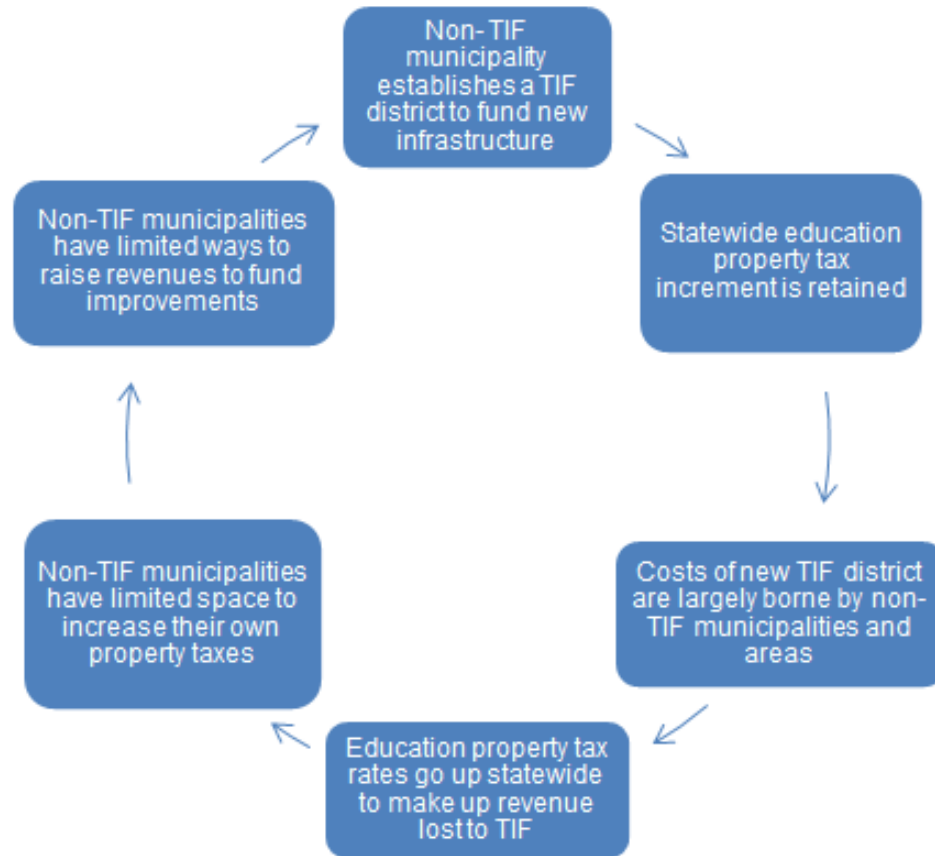 Non- TIF
municipality
establishes a TIF
district to fund new
infrastructure
Statewide education
property tax
increment is retained
Costs of new TIF district
are largely borne by non-
TIF municipalities and
areas
Education property tax
rates go up statewide
to make up revenue
lost to TIF
Non-TIF municipalities
have limited space to
increase their own
property taxes
Non-TIF municipalities
have limited ways to
raise revenues to fund
improvements